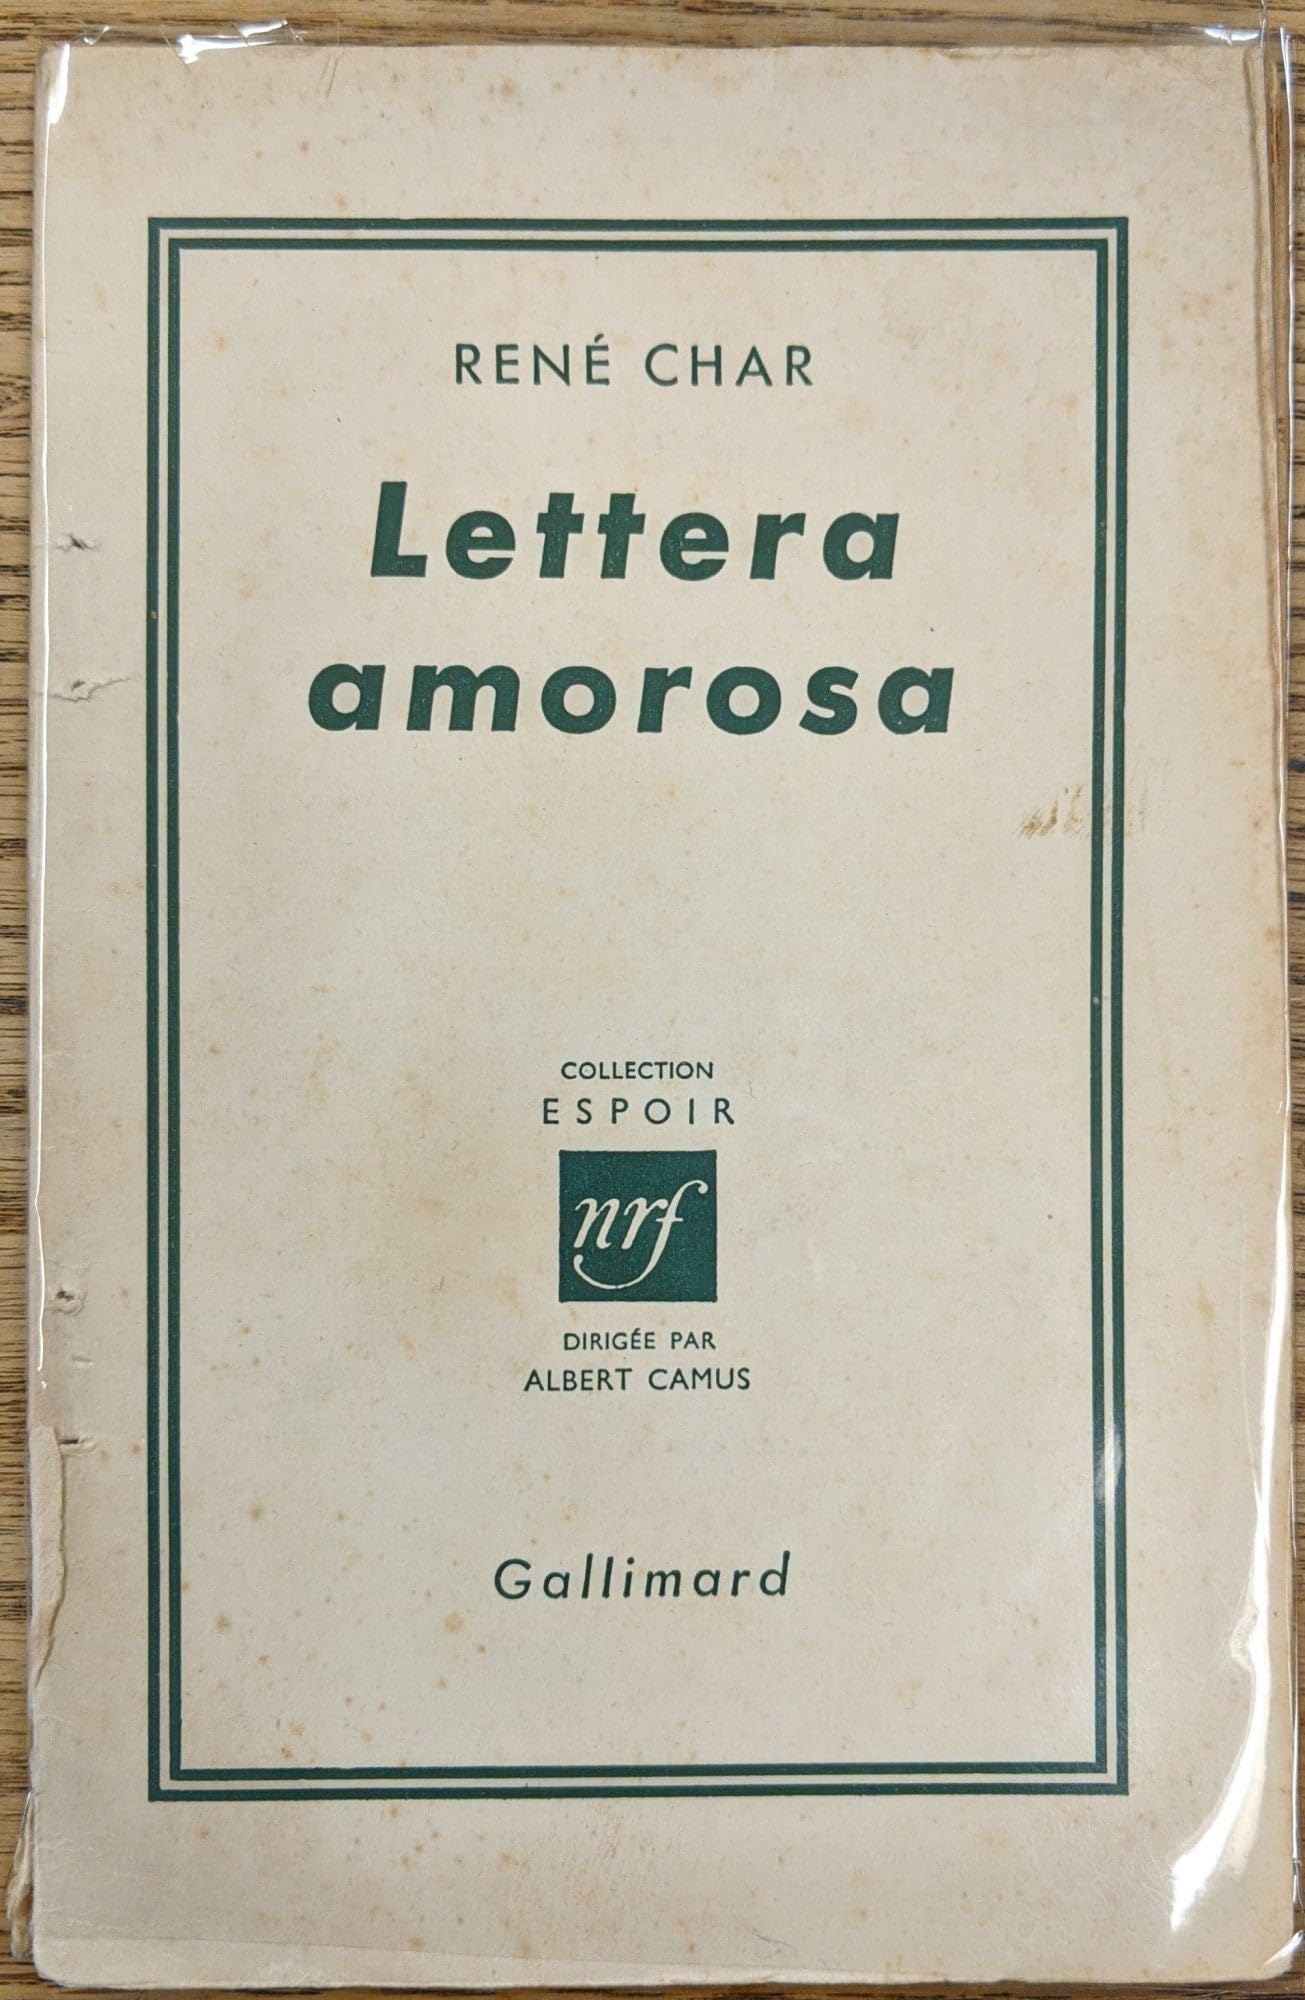 RENÉ CHAR
Lettera
amorosa
COLLECTION
ESPOIR
nrf
DIRIGÉE PAR
ALBERT CAMUS
Gallimard